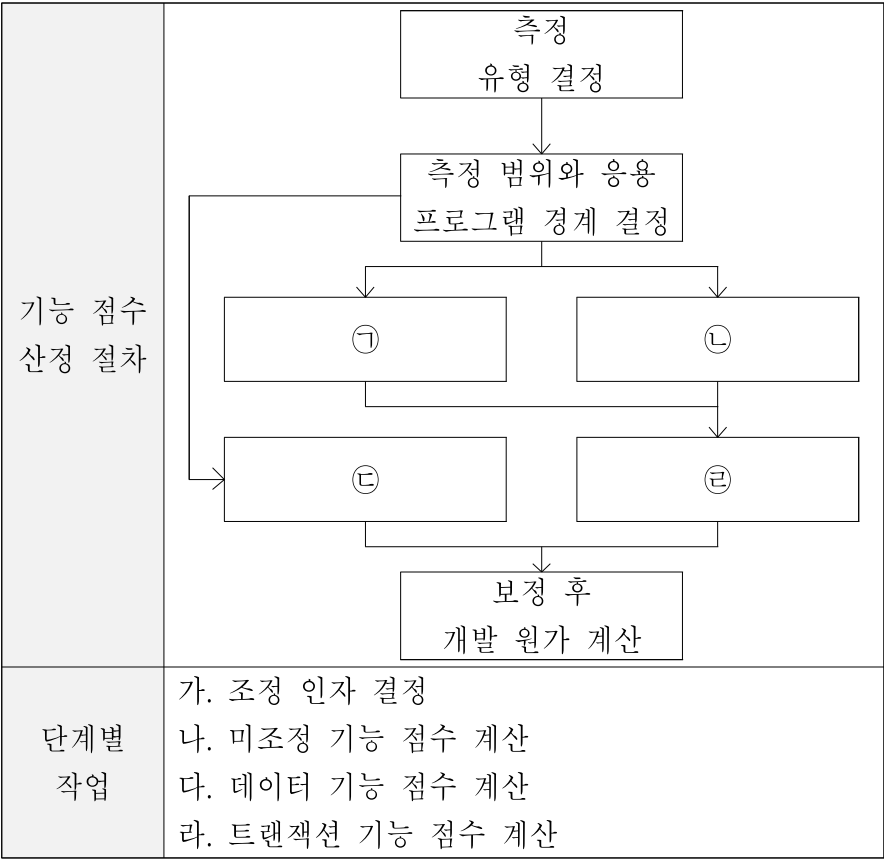 측정
유형 결정
측정 범위와 응용
프로그램 경계 결정
기능 점수
산정 절차
㉠
㉡
㉢
㉣
보정 후
개발 원가 계산
단계별
작업
가. 조정 인자 결정
나. 미조정 기능 점수 계산
다. 데이터 기능 점수 계산
라. 트랜잭션 기능 점수 계산